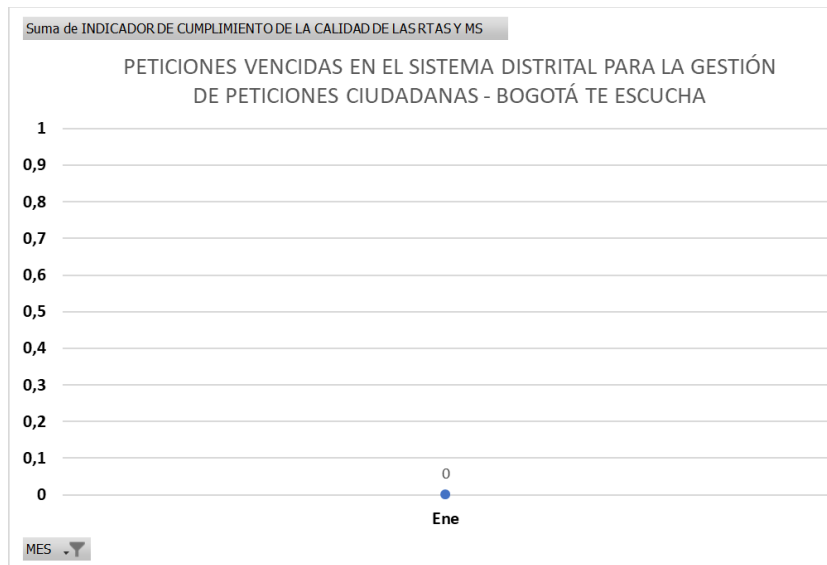 Suma de INDICADOR DE CUMPLIMIENTO DE LA CALIDAD DE LAS RTAS Y MS
PETICIONES VENCIDAS EN EL SISTEMA DISTRITAL PARA LA GESTIÓN
DE PETICIONES CIUDADANAS - BOGOTÁ TE ESCUCHA
1
0,9
0,8
0,7
0,6
0,5
0,4
0,3
0,2
0,1
0
0
Ene
MES